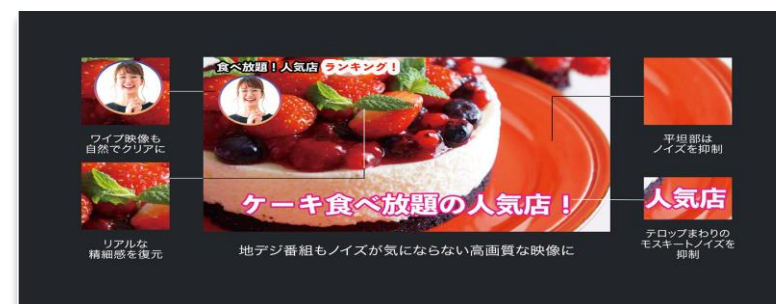 食べ放題！人気店 ランキング！
ワイプ映像も
自然でクリアに
リアルな
精細感を復元
ケーキ食べ放題の人気店！
平坦部は
ノイズを抑制
人気店
テロップまわりの
モスキートノイズを
抑制
地デジ番組もノイズが気にならない高画質な映像に